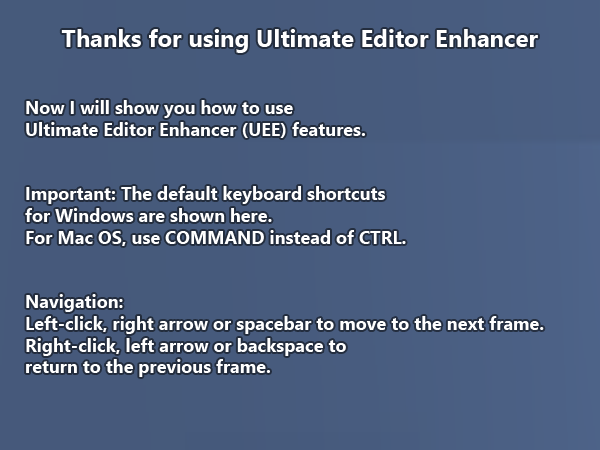 Thanks for using Ultimate Editor Enhancer
Now I will show you how to use
Ultimate Editor Enhancer (UEE) features.
Important: The default keyboard shortcuts
for Windows are shown here.
For Mac OS, use COMMAND instead of CTRL.
Navigation:
Left-click, right arrow or spacebar to move to the next frame.
Right-click, left arrow or backspace to
return to the previous frame.